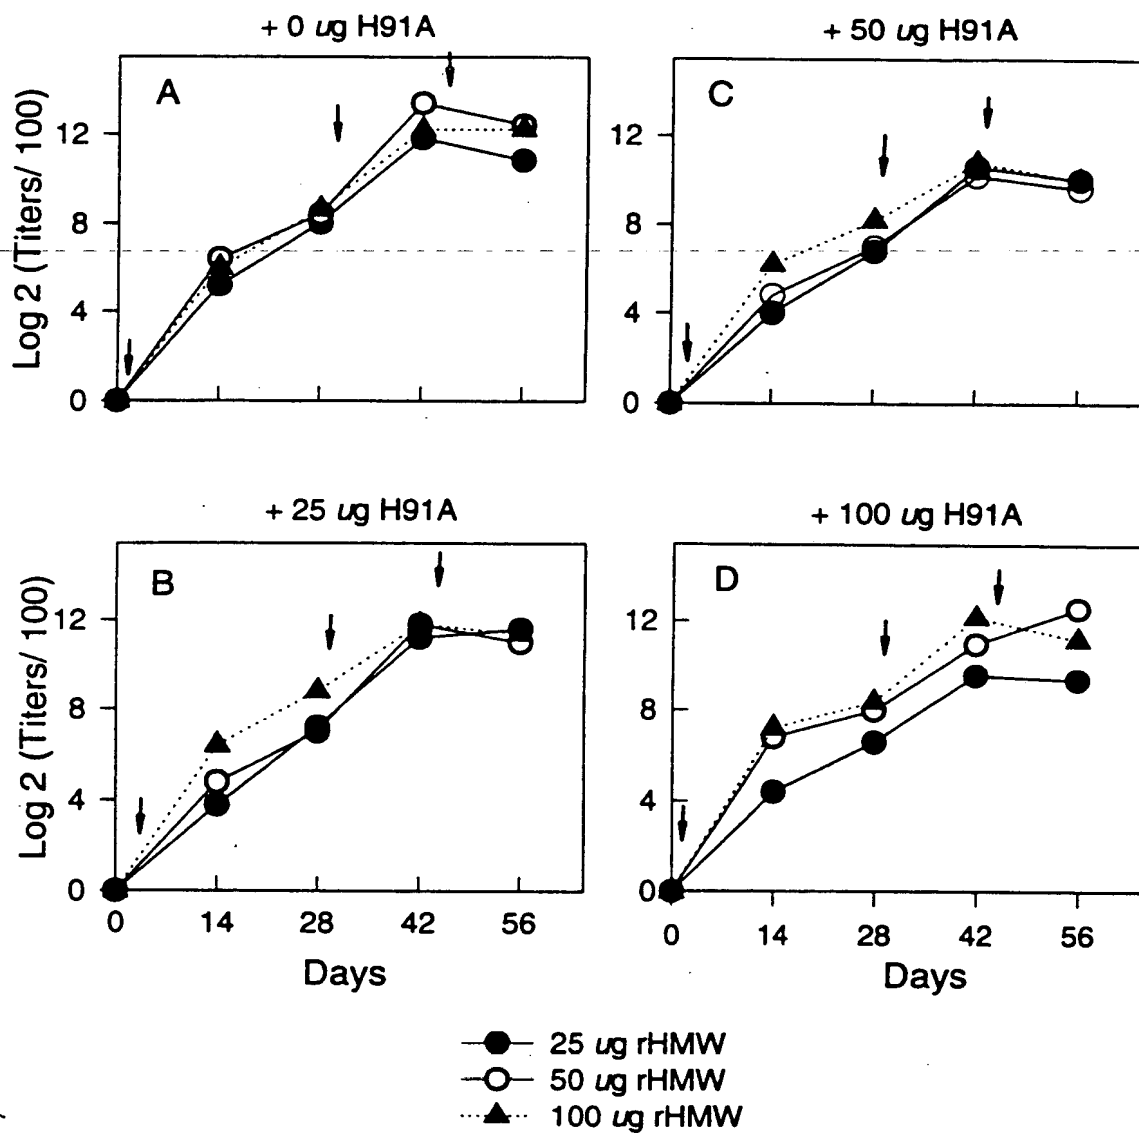 + 0 ug H91A
A
Log 2 (Titers/ 100)
12
8
4
0
+ 50 ug H91A
C
12
8
4
0
+ 25 ug H91A
B
Log 2 (Titers/ 100)
12
8
4
0
0 14 28 42 56
Days
+ 100 ug H91A
D
12
8
4
0
0 14 28 42 56
Days
25 ug rHMW
50 ug rHMW
100 ug rHMW